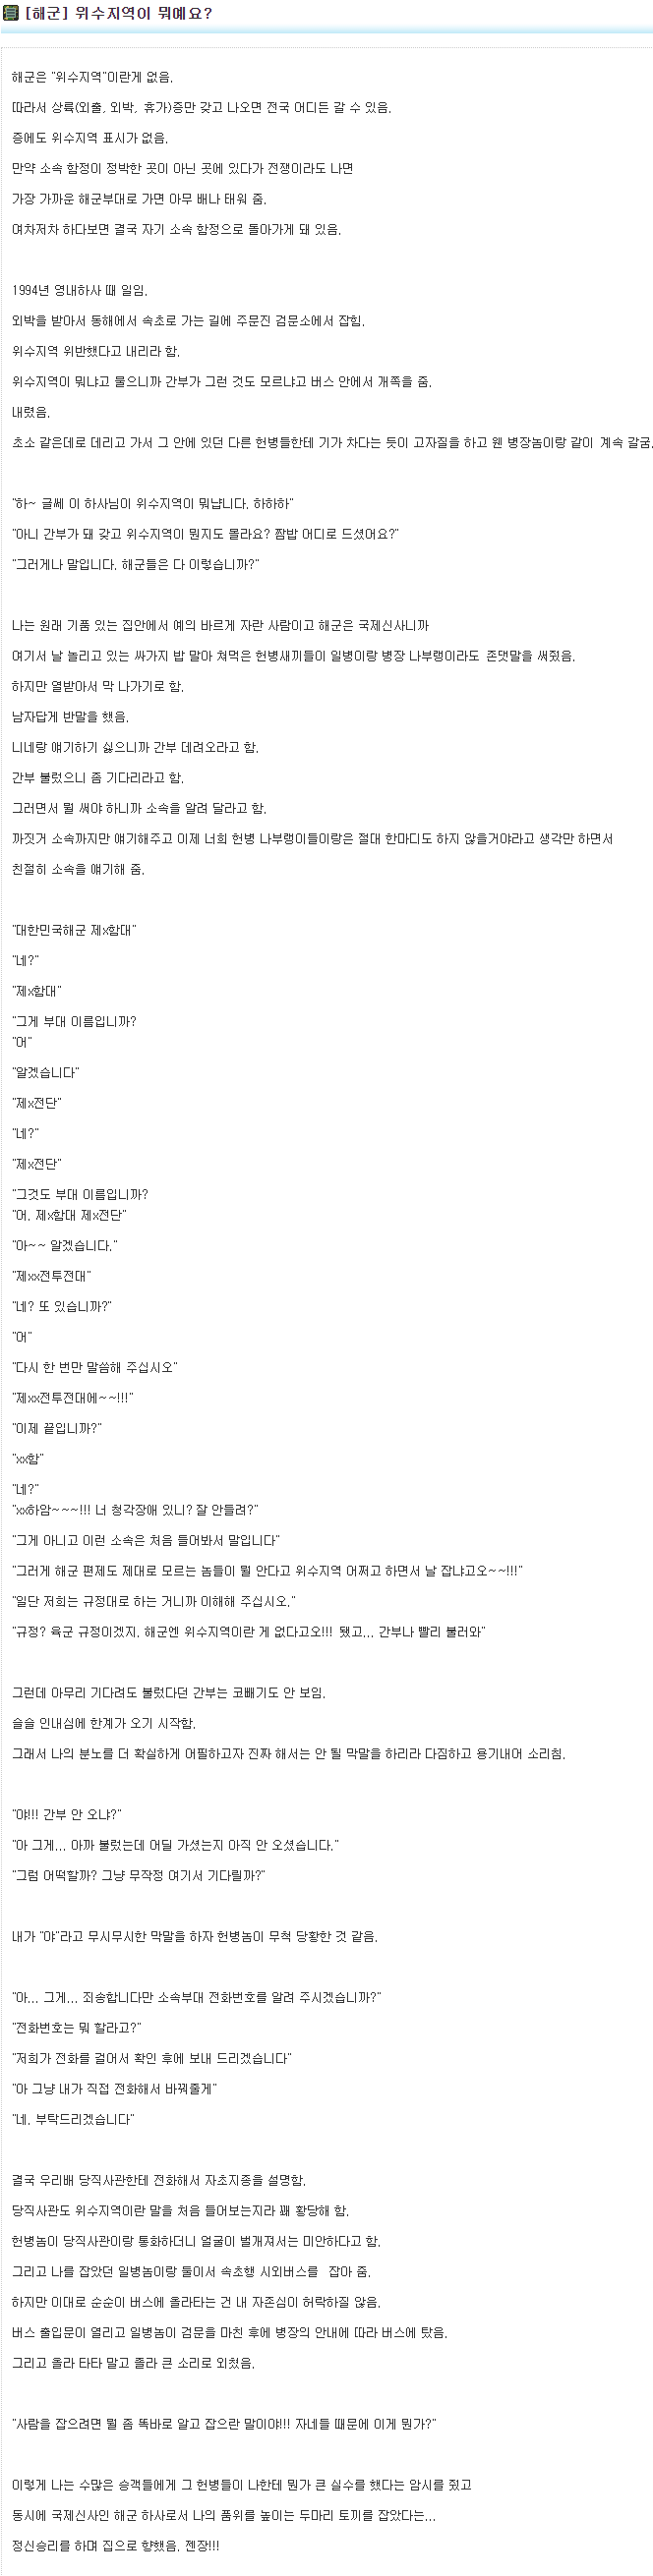 [해군] 위수지역이 뭐예요?
해군은 "위수지역"이란게 없음.
따라서 상륙(외출, 외박, 휴가)증만 갖고 나오면 전국 어디든 갈 수 있음.
증에도 위수지역 표시가 없음.
만약 소속 함정이 정박한 곳이 아닌 곳에 있다가 전쟁이라도 나면
가장 가까운 해군부대로 가면 아무 배나 태워 줌.
여차저차 하다보면 결국 자기 소속 함정으로 돌아가게 돼 있음.
1994년 영내하사 때 일임.
외박을 받아서 동해에서 속초로 가는 길에 주문진 검문소에서 잡힘.
위수지역 위반했다고 내리라 함.
위수지역이 뭐냐고 물으니까 간부가 그런 것도 모르냐고 버스 안에서 개쪽을 줌.
내렸음.
초소 같은데로 데리고 가서 그 안에 있던 다른 헌병들한테 기가 차다는 듯이 고자질을 하고 웬 병장놈이랑 같이 계속 갈굼.
"하~ 글쎄 이 하사님이 위수지역이 뭐냡니다. 하하하"
"아니 간부가 돼 갖고 위수지역이 뭔지도 몰라요? 짬밥 어디로 드셨어요?"
"그러게나 말입니다. 해군들은 다 이렇습니까?"
나는 원래 기품 있는 집안에서 예의 바르게 자란 사람이고 해군은 국제신사니까
여기서 날 놀리고 있는 싸가지 밥 말아 쳐먹은 헌병새끼들이 일병이랑 병장 나부랭이라도 존댓말을 써줬음.
하지만 열받아서 막 나가기로 함.
남자답게 반말을 했음.
니네랑 얘기하기 싫으니까 간부 데려오라고 함.
간부 불렀으니 좀 기다리라고 함.
그러면서 뭘 써야 하니까 소속을 알려 달라고 함.
까짓거 소속까지만 얘기해주고 이제 너희 헌병 나부랭이들이랑은 절대 한마디도 하지 않을거야라고 생각만 하면서
친절히 소속을 얘기해 줌.
"대한민국해군 제x함대"
"네?"
"제x함대"
"그게 부대 이름입니까?
"어"
"알겠습니다"
"제x전단"
"네?"
"제x전단"
"그것도 부대 이름입니까?
"어. 제x함대 제x전단"
"아~~ 알겠습니다."
"제xx전투전대"
"네? 또 있습니까?"
"어"
"다시 한 번만 말씀해 주십시오"
"제xx전투전대에~~!!!"
"이제 끝입니까?"
"xx함"
"네?"
"xx하암~~~!!! 너 청각장애 있니? 잘 안들려?"
"그게 아니고 이런 소속은 처음 들어봐서 말입니다"
"그러게 해군 편제도 제대로 모르는 놈들이 뭘 안다고 위수지역 어쩌고 하면서 날 잡냐고오~~!!!"
"일단 저희는 규정대로 하는 거니까 이해해 주십시오."
"규정? 육군 규정이겠지. 해군엔 위수지역이란 게 없다고오!!! 됐고... 간부나 빨리 불러와"
그런데 아무리 기다려도 불렀다던 간부는 코빼기도 안 보임.
슬슬 인내심에 한계가 오기 시작함.
그래서 나의 분노를 더 확실하게 어필하고자 진짜 해서는 안 될 막말을 하리라 다짐하고 용기내어 소리침.
"야!!! 간부 안 오냐?"
"아 그게... 아까 불렀는데 어딜 가셨는지 아직 안 오셨습니다."
"그럼 어떡할까? 그냥 무작정 여기서 기다릴까?"
내가 "야"라고 무시무시한 막말을 하자 헌병놈이 무척 당황한 것 같음.
"아... 그게... 죄송합니다만 소속부대 전화번호를 알려 주시겠습니까?"
"전화번호는 뭐 할라고?"
"저희가 전화를 걸어서 확인 후에 보내 드리겠습니다"
"아 그냥 내가 직접 전화해서 바꿔줄게"
"네. 부탁드리겠습니다"
결국 우리배 당직사관한테 전화해서 자초지종을 설명함.
당직사관도 위수지역이란 말을 처음 들어보는지라 꽤 황당해 함.
헌병놈이 당직사관이랑 통화하더니 얼굴이 벌개져서는 미안하다고 함.
그리고 나를 잡았던 일병놈이랑 둘이서 속초행 시외버스를 잡아 줌.
하지만 이대로 순순히 버스에 올라타는 건 내 자존심이 허락하질 않음.
버스 출입문이 열리고 일병놈이 검문을 마친 후에 병장의 안내에 따라 버스에 탔음.
그리고 올라 타타 말고 졸라 큰 소리로 외쳤음.
"사람을 잡으려면 뭘 좀 똑바로 알고 잡으란 말이야!!! 자네들 때문에 이게 뭔가?"
이렇게 나는 수많은 승객들에게 그 헌병들이 나한테 뭔가 큰 실수를 했다는 암시를 줬고
동시에 국제신사인 해군 하사로서 나의 품위를 높이는 두마리 토끼를 잡았다는...
정신승리를 하며 집으로 향했음. 젠장!!!